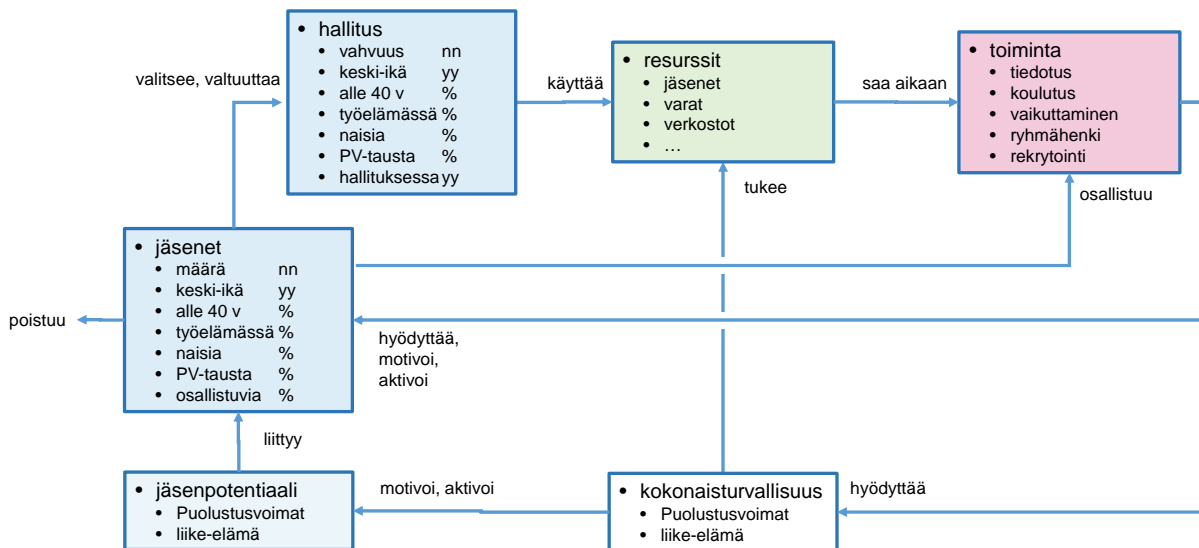 • hallitus
• vahvuus nn
• keski-ikä yy
• alle 40 v %
• työelämässä %
• naisia %
• PV-tausta %
• hallituksessa yy
valitsee, valtuuttaa
käyttää
• resurssit
• jäsenet
• varat
• verkostot
• …
saa aikaan
• toiminta
• tiedotus
• koulutus
• vaikuttaminen
• ryhmähenki
• rekrytointi
tukee
osallistuu
• jäsenet
• määrä nn
• keski-ikä yy
• alle 40 v %
• työelämässä %
• naisia %
• PV-tausta %
• osallistuvia %
poistuu
hyödyttää,
motivoi,
aktivoi
liittyy
• jäsenpotentiaali
• Puolustusvoimat
• liike-elämä
motivoi, aktivoi
• kokonaisturvallisuus
• Puolustusvoimat
• liike-elämä
hyödyttää